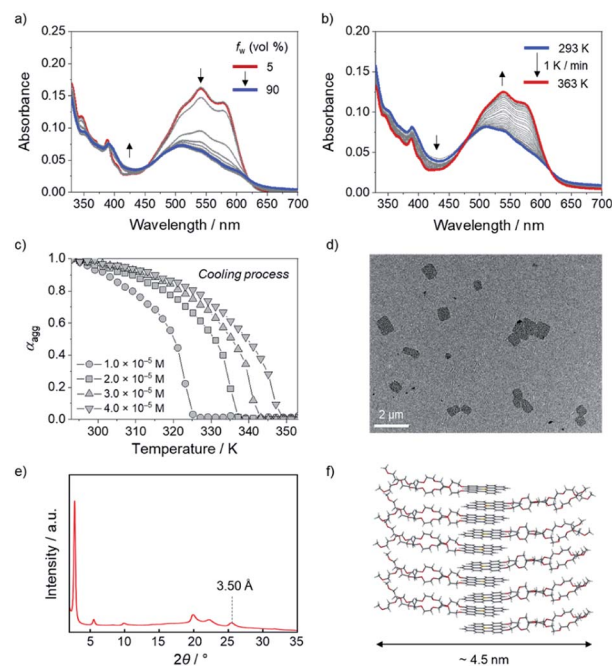 a)
0.25
0.20
0.15
0.10
0.05
0.00
Absorbance
fw (vol %)
5
90
350 400 450 500 550 600 650 700
Wavelength / nm
b)
0.20
0.15
0.10
0.05
0.00
Absorbance
293 K
1 K / min
363 K
350 400 450 500 550 600 650 700
Wavelength / nm
c)
1.0
0.8
0.6
0.4
0.2
0.0
αagg
Cooling process
1.0 × 10⁻⁵ M
2.0 × 10⁻⁵ M
3.0 × 10⁻⁵ M
4.0 × 10⁻⁵ M
300 310 320 330 340 350
Temperature / K
d)
2 μm
e)
Intensity / a.u.
3.50 Å
5 10 15 20 25 30 35
2θ / °
f)
~ 4.5 nm